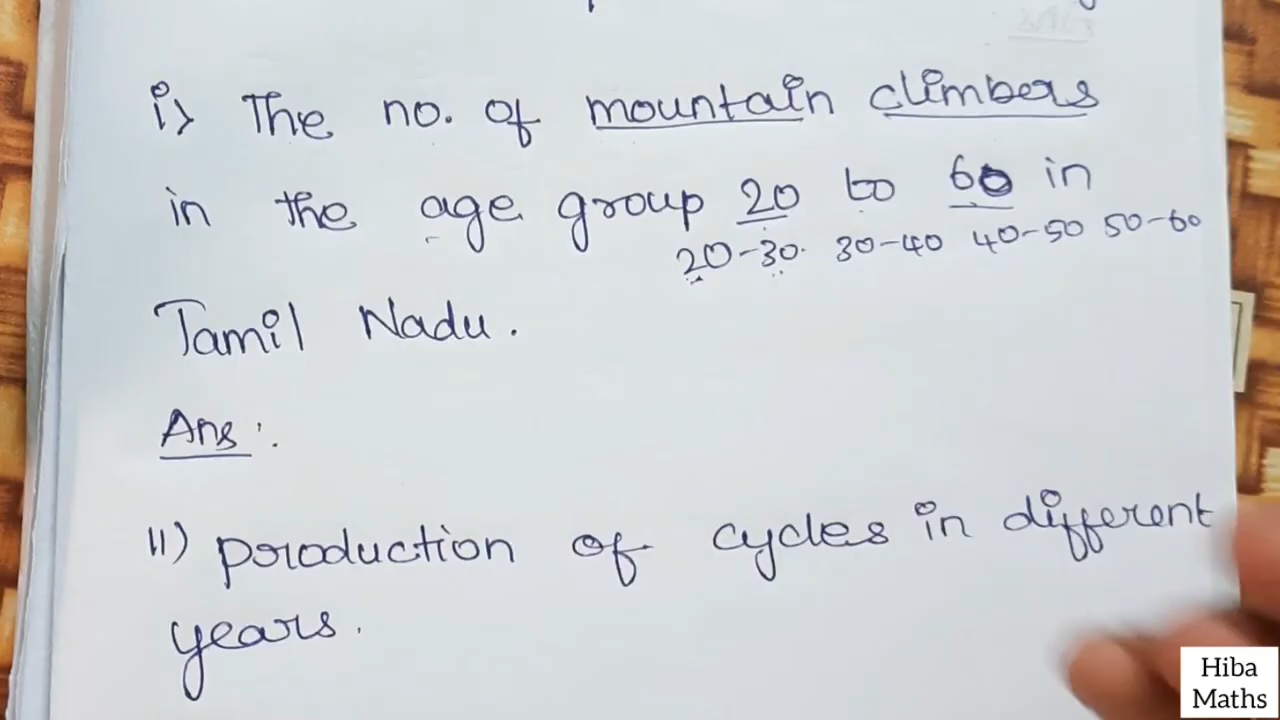 i) The no. of mountain climbers
in the age group 20 to 60 in
20-30. 30-40 40-50 50-60
Tamil Nadu.
Ans :.
11) production of cycles in different
years.
Hiba
Maths